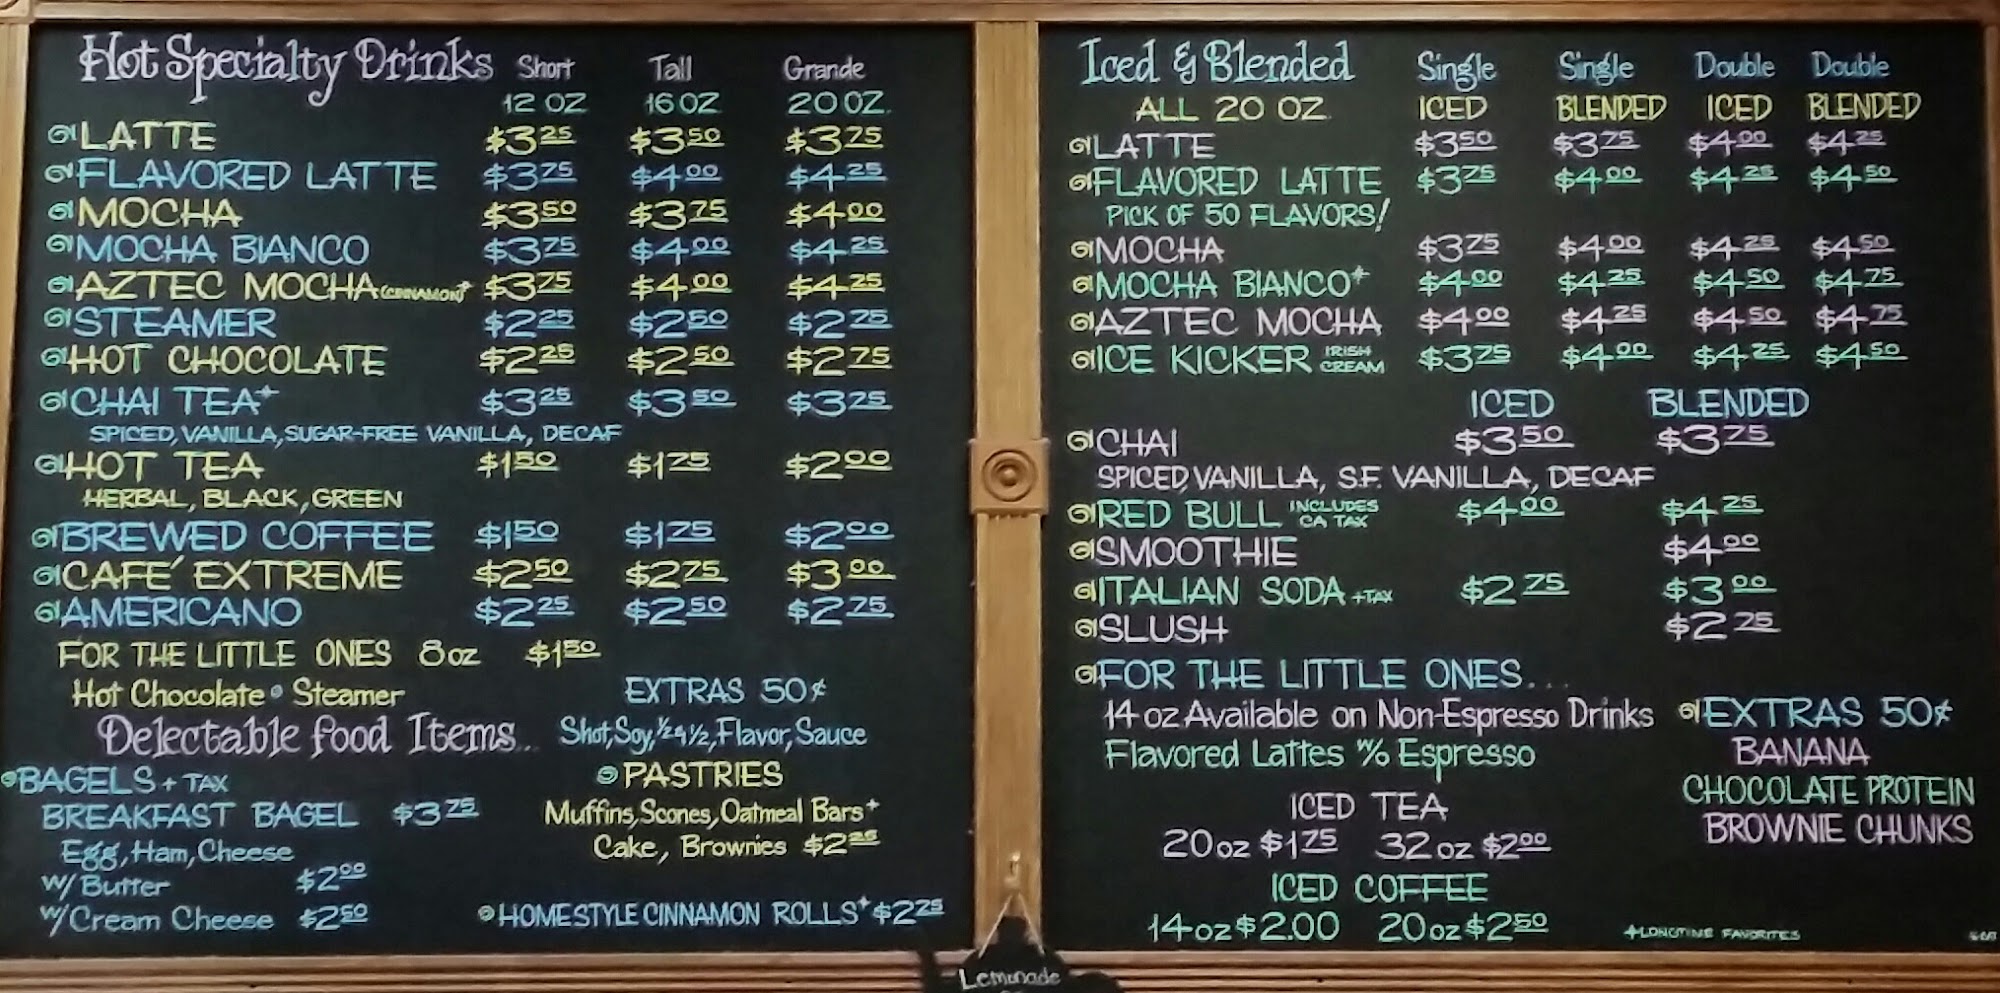 Hot Specialty Drinks Short Tall Grande
12 OZ 16 OZ 20 OZ.
LATTE $3.25 $3.50 $3.75
FLAVORED LATTE $3.75 $4.00 $4.25
MOCHA $3.50 $3.75 $4.00
MOCHA BIANCO $3.75 $4.00 $4.25
AZTEC MOCHA (CINNAMON)+ $3.75 $4.00 $4.25
STEAMER $2.25 $2.50 $2.75
HOT CHOCOLATE $2.25 $2.50 $2.75
CHAI TEA+ $3.25 $3.50 $3.75
SPICED, VANILLA, SUGAR-FREE VANILLA, DECAF
HOT TEA $1.50 $1.75 $2.00
HERBAL, BLACK, GREEN
BREWED COFFEE $1.50 $1.75 $2.00
CAFE´ EXTREME $2.50 $2.75 $3.00
AMERICANO $2.25 $2.50 $2.75
FOR THE LITTLE ONES 8oz $1.50
Hot Chocolate • Steamer
EXTRAS 50¢
Shot, Soy, ½ & ½, Flavor, Sauce
Delectable food Items...
BAGELS + TAX
BREAKFAST BAGEL $3.75
Egg, Ham, Cheese
w/ Butter $2.00
w/ Cream Cheese $2.50
PASTRIES
Muffins, Scones, Oatmeal Bars+
Cake, Brownies $2.25
HOMESTYLE CINNAMON ROLLS+ $2.25
Iced & Blended Single Single Double Double
ALL 20 OZ. ICED BLENDED ICED BLENDED
LATTE $3.50 $3.75 $4.00 $4.25
FLAVORED LATTE $3.75 $4.00 $4.25 $4.50
PICK OF 50 FLAVORS!
MOCHA $3.75 $4.00 $4.25 $4.50
MOCHA BIANCO+ $4.00 $4.25 $4.50 $4.75
AZTEC MOCHA $4.00 $4.25 $4.50 $4.75
ICE KICKER IRISH CREAM $3.75 $4.00 $4.25 $4.50
ICED BLENDED
CHAI $3.50 $3.75
SPICED, VANILLA, S.F. VANILLA, DECAF
RED BULL INCLUDES CA TAX $4.00 $4.25
SMOOTHIE $4.00
ITALIAN SODA + TAX $2.75 $3.00
SLUSH $2.75
FOR THE LITTLE ONES...
14 oz Available on Non-Espresso Drinks
Flavored Lattes w/o Espresso
EXTRAS 50¢
BANANA
CHOCOLATE PROTEIN
BROWNIE CHUNKS
ICED TEA
20 oz $1.75 32 oz $2.00
ICED COFFEE
14 oz $2.00 20 oz $2.50
+LONGTIME FAVORITES
Lemonade